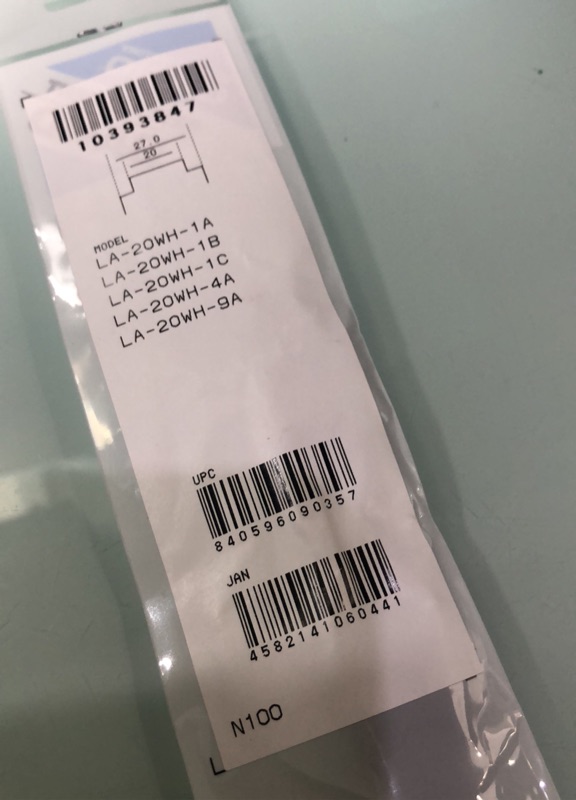 10393847
27.0
20
MODEL
LA-20WH-1A
LA-20WH-1B
LA-20WH-1C
LA-20WH-4A
LA-20WH-9A
UPC
840596090357
JAN
4582141060441
N100